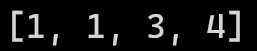 [1, 1, 3, 4]